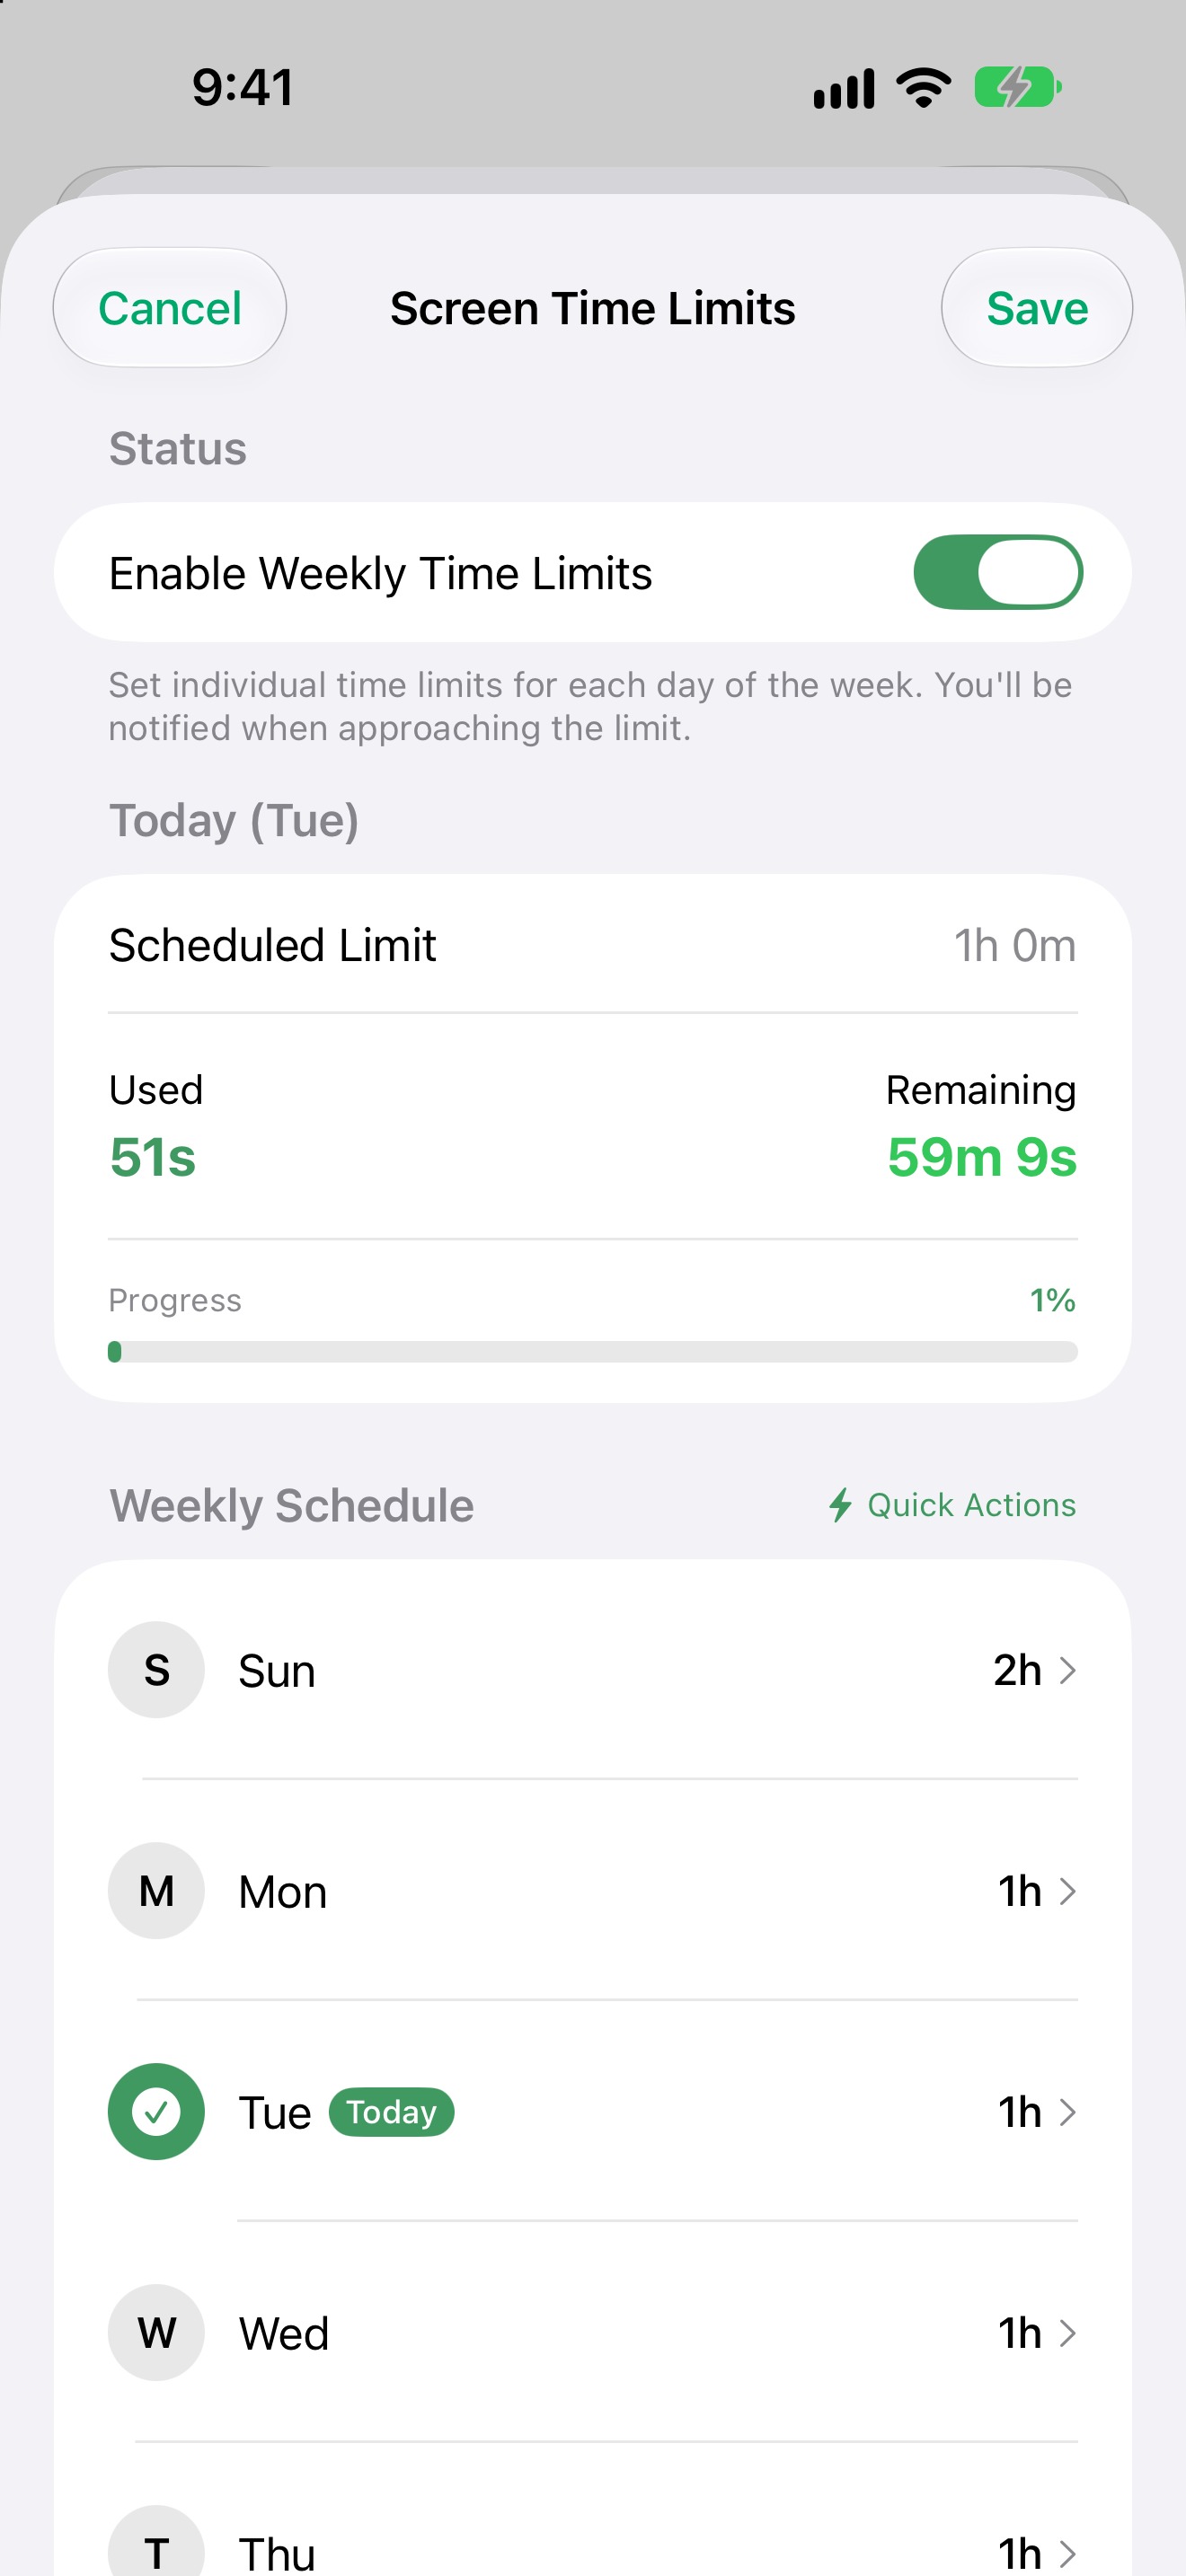 9:41
Cancel
Screen Time Limits
Save
Status
Enable Weekly Time Limits
Set individual time limits for each day of the week. You'll be
notified when approaching the limit.
Today (Tue)
Scheduled Limit
1h 0m
Used
Remaining
51s
59m 9s
Progress
1%
Weekly Schedule
Quick Actions
S
Sun
2h
M
Mon
1h
Tue
Today
1h
W
Wed
1h
T
Thu
1h